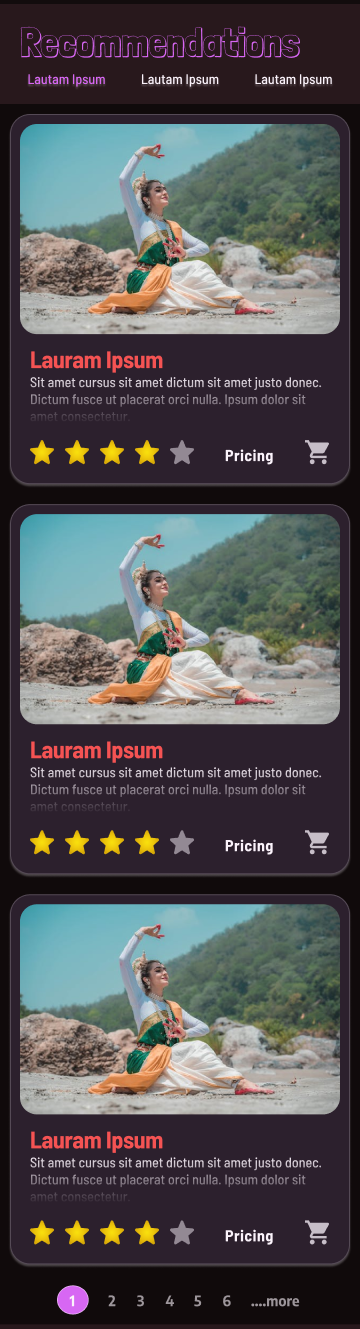 Recommendations
Lautam Ipsum Lautam Ipsum Lautam Ipsum
Lauram Ipsum
Sit amet cursus sit amet dictum sit amet justo donec.
Dictum fusce ut placerat orci nulla. Ipsum dolor sit
amet consectetur.
Pricing
Lauram Ipsum
Sit amet cursus sit amet dictum sit amet justo donec.
Dictum fusce ut placerat orci nulla. Ipsum dolor sit
amet consectetur.
Pricing
Lauram Ipsum
Sit amet cursus sit amet dictum sit amet justo donec.
Dictum fusce ut placerat orci nulla. Ipsum dolor sit
amet consectetur.
Pricing
1 2 3 4 5 6 ....more